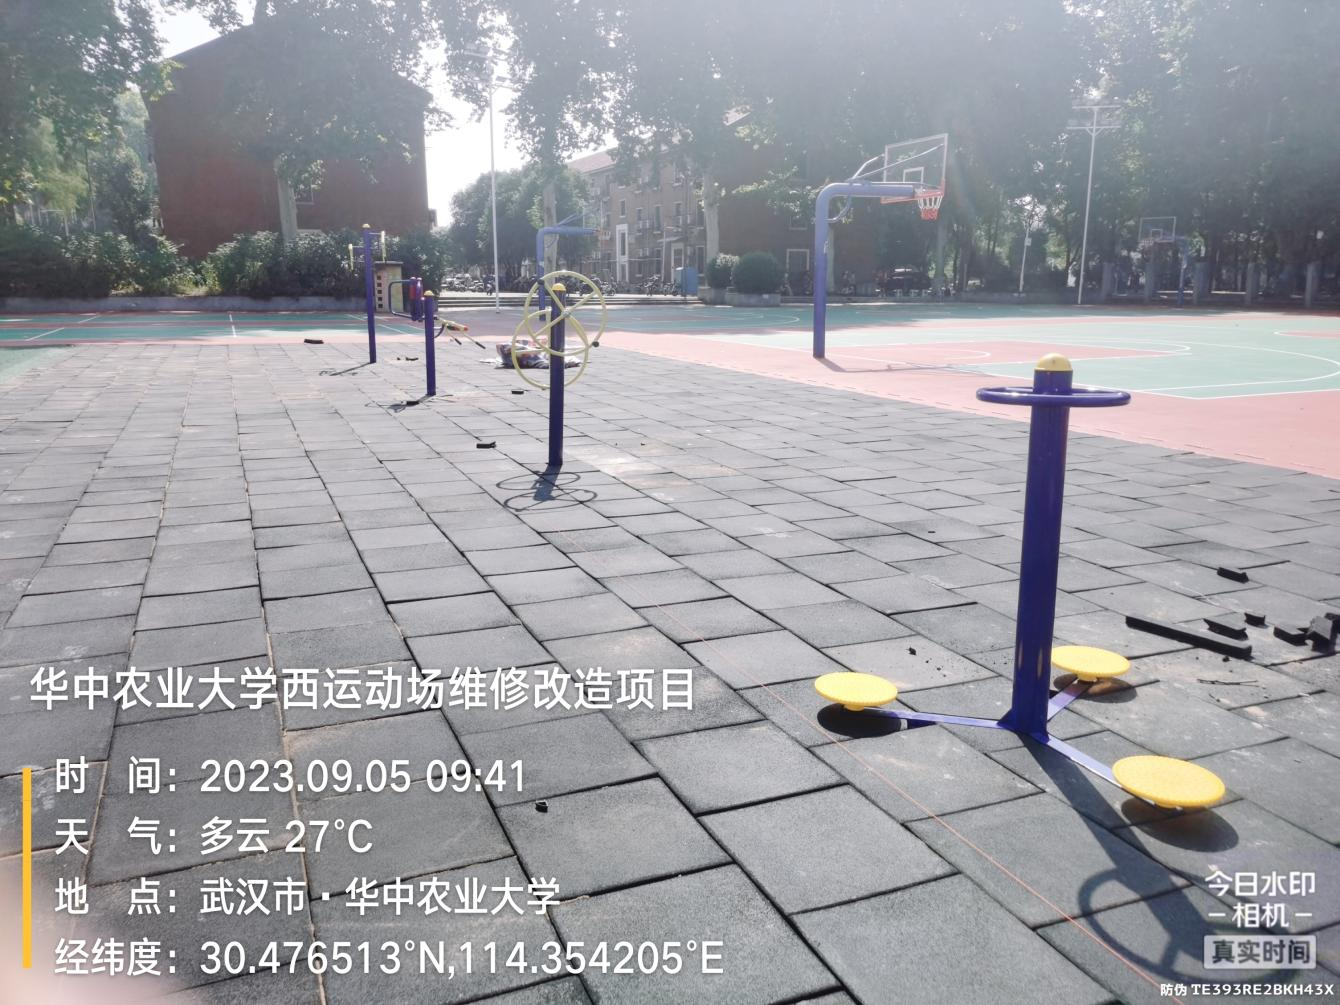 华中农业大学西运动场维修改造项目
时 间：2023.09.05 09:41
天 气：多云 27°C
地 点：武汉市·华中农业大学
经纬度：30.476513°N,114.354205°E
今日水印
-相机-
真实时间
防伪 TE393RE2BKH43X